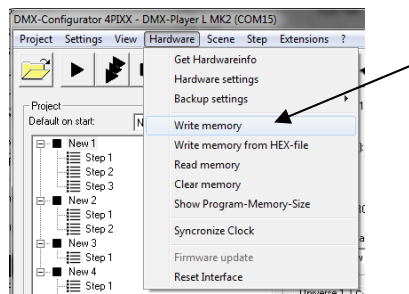 DMX-Configurator 4PIXX - DMX-Player L MK2 (COM15)
Project Settings View Hardware Scene Step Extensions ?
Get Hardwareinfo
Hardware settings
Backup settings
Project
Default on start: N
Write memory
Write memory from HEX-file
Read memory
Clear memory
Show Program-Memory-Size
Syncronize Clock
Firmware update
Reset Interface
New 1
Step 1
Step 2
Step 3
New 2
Step 1
Step 2
New 3
Step 1
New 4
Step 1
Universe 1